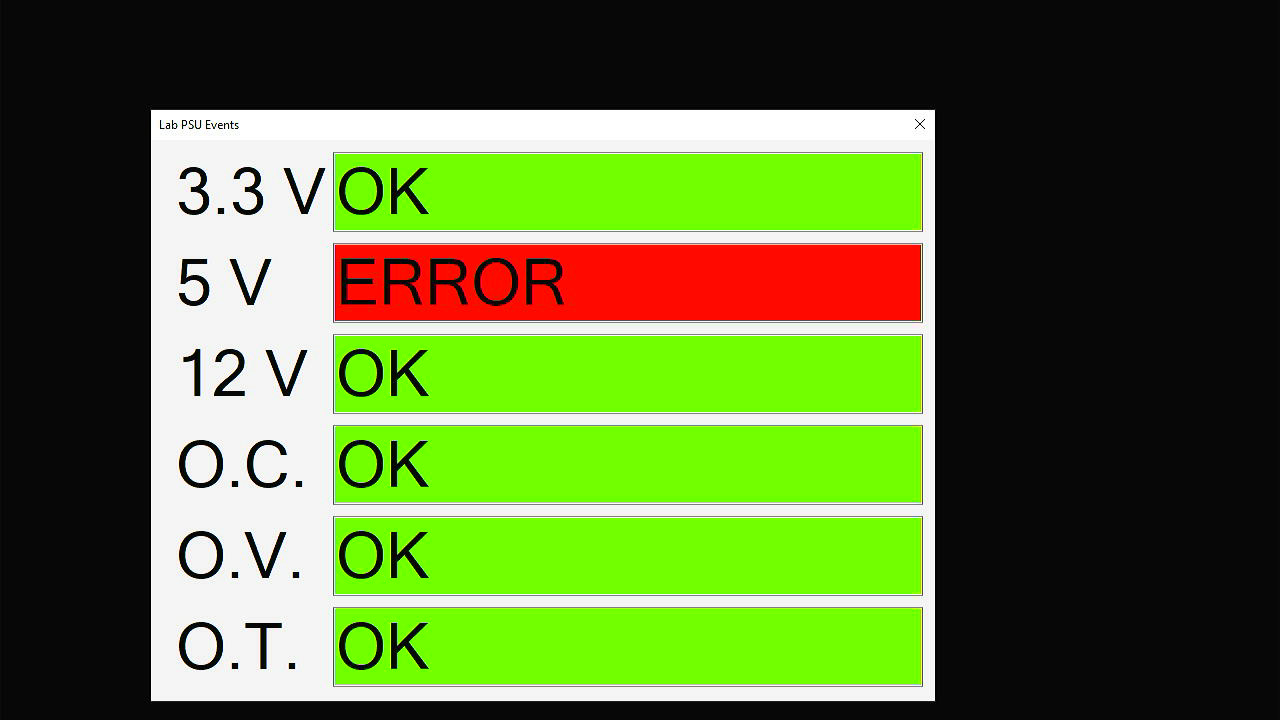 Lab PSU Events
3.3 V OK
5 V ERROR
12 V OK
O.C. OK
O.V. OK
O.T. OK